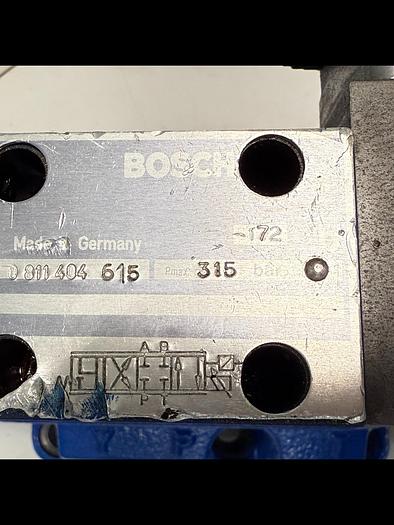 BOSCH
-172
Made in Germany
0 811 404 615 Pmax 315 bar
A B
P T